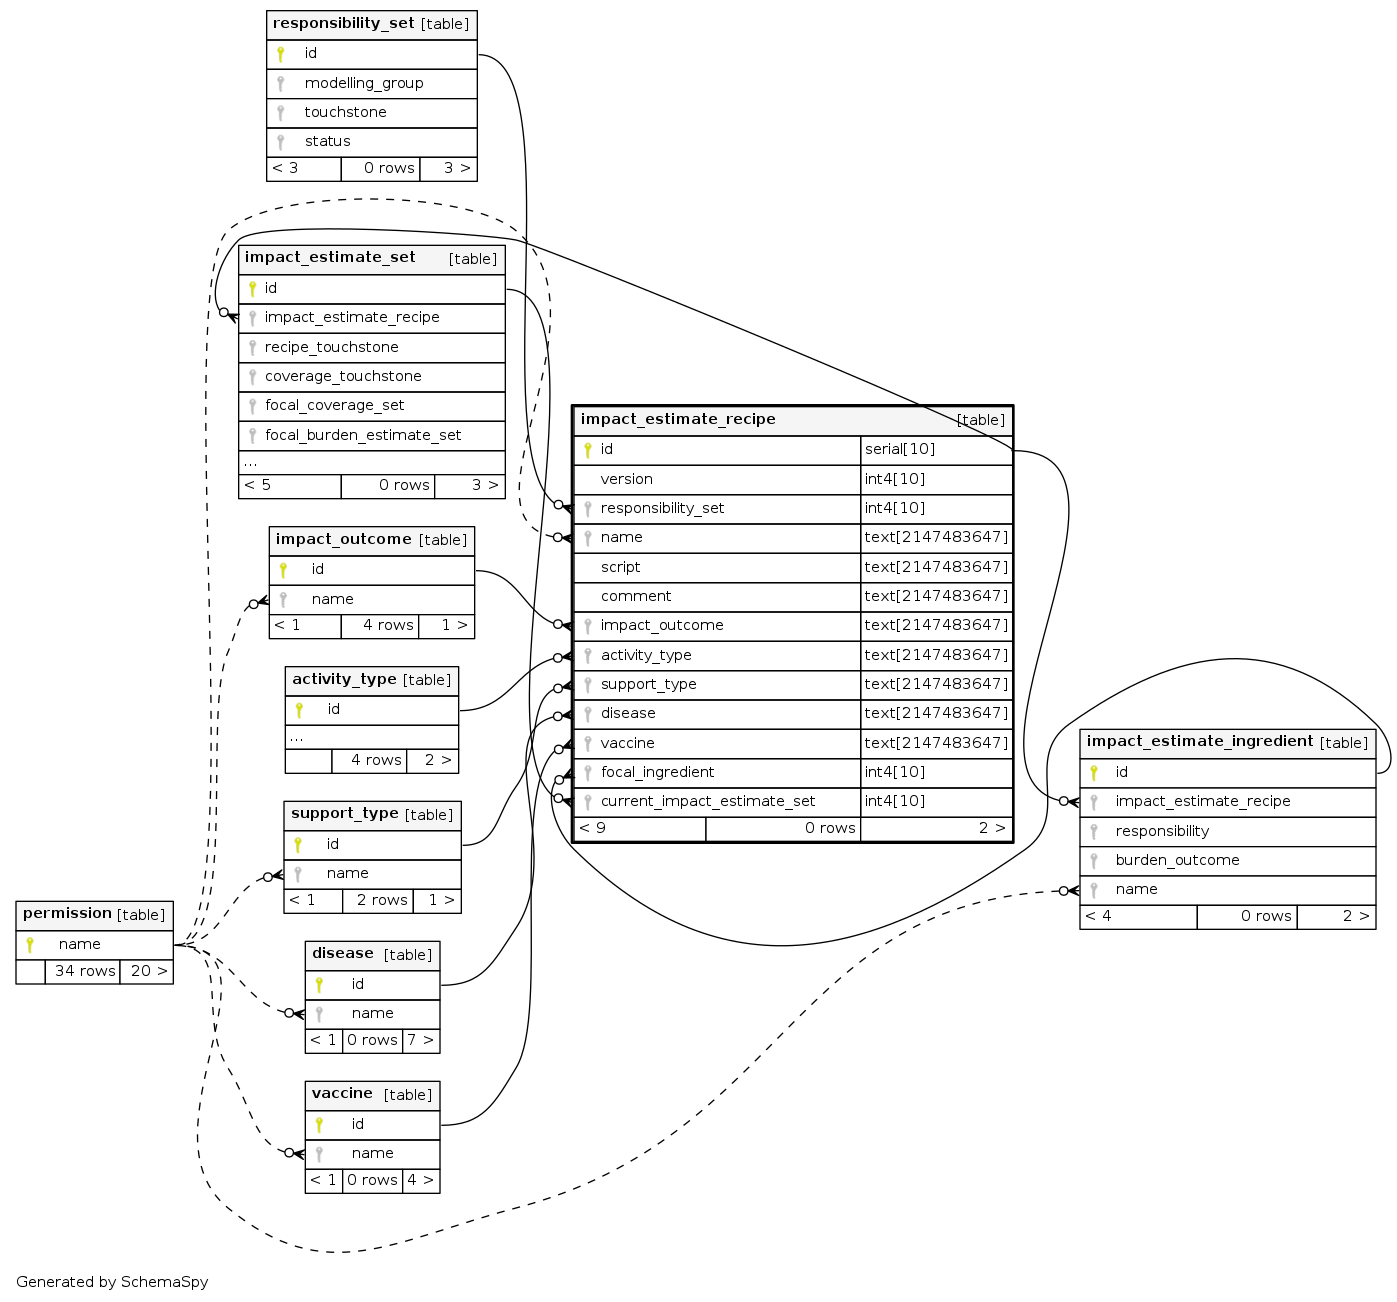 responsibility_set [table]
id
modelling_group
touchstone
status
< 3 0 rows 3 >
impact_estimate_set [table]
id
impact_estimate_recipe
recipe_touchstone
coverage_touchstone
focal_coverage_set
focal_burden_estimate_set
...
< 5 0 rows 3 >
impact_outcome [table]
id
name
< 1 4 rows 1 >
activity_type [table]
id
...
4 rows 2 >
support_type [table]
id
name
< 1 2 rows 1 >
permission [table]
name
34 rows 20 >
disease [table]
id
name
< 1 0 rows 7 >
vaccine [table]
id
name
< 1 0 rows 4 >
impact_estimate_recipe [table]
id serial[10]
version int4[10]
responsibility_set int4[10]
name text[2147483647]
script text[2147483647]
comment text[2147483647]
impact_outcome text[2147483647]
activity_type text[2147483647]
support_type text[2147483647]
disease text[2147483647]
vaccine text[2147483647]
focal_ingredient int4[10]
current_impact_estimate_set int4[10]
< 9 0 rows 2 >
impact_estimate_ingredient [table]
id
impact_estimate_recipe
responsibility
burden_outcome
name
< 4 0 rows 2 >
Generated by SchemaSpy